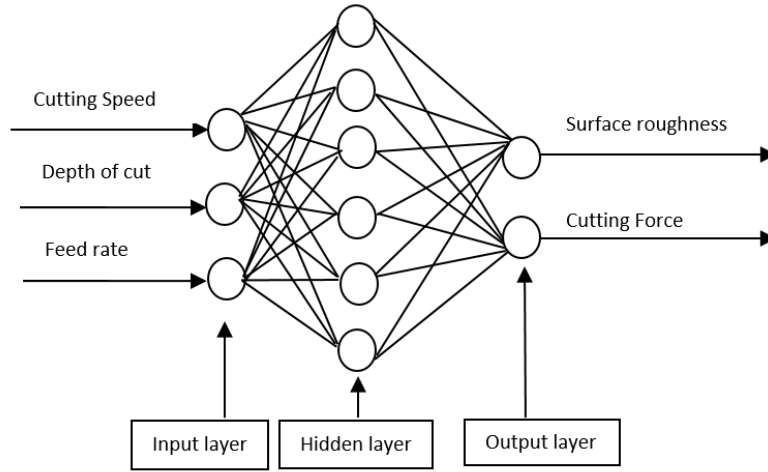 Cutting Speed
Depth of cut
Feed rate
Surface roughness
Cutting Force
Input layer
Hidden layer
Output layer